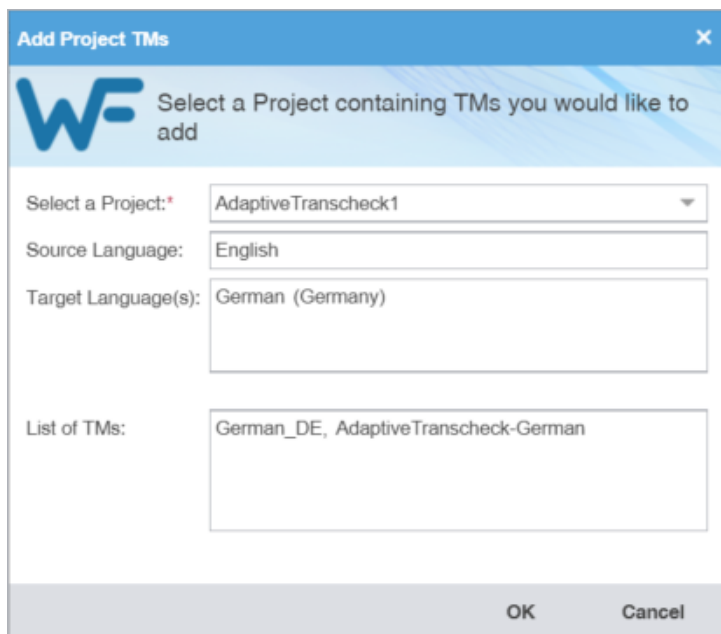 Add Project TMs
WF
Select a Project containing TMs you would like to
add
Select a Project:* AdaptiveTranscheck1
Source Language: English
Target Language(s): German (Germany)
List of TMs: German_DE, AdaptiveTranscheck-German
OK Cancel